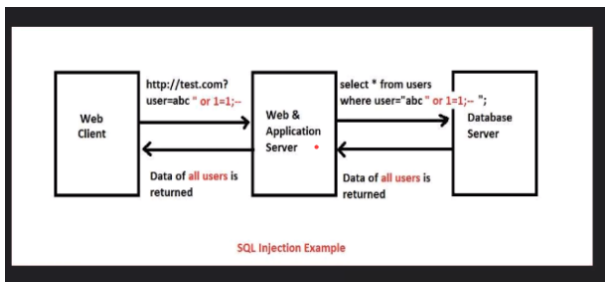 Web
Client
http://test.com?
user=abc " or 1=1;--
Data of all users is
returned
Web &
Application
Server
select * from users
where user="abc " or 1=1;-- ";
Data of all users is
returned
Database
Server
SQL Injection Example